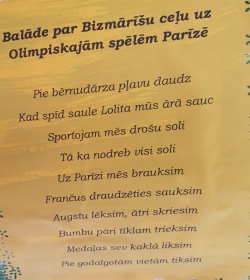 Balāde par Bizmārīšu ceļu uz
Olimpiskajām spēlēm Parīzē
Pie bērnudārza pļavu daudz
Kad spīd saule Lolita mūs ārā sauc
Sportojam mēs drošu soli
Tā ka nodreb visi soli
Uz Parīzi mēs brauksim
Frančus draudzēties sauksim
Augstu lēksim, ātri skriesim
Bumbu pāri tīklam trieksim
Medaļas sev kaklā liksim
Pie godalgotām vietām tiksim